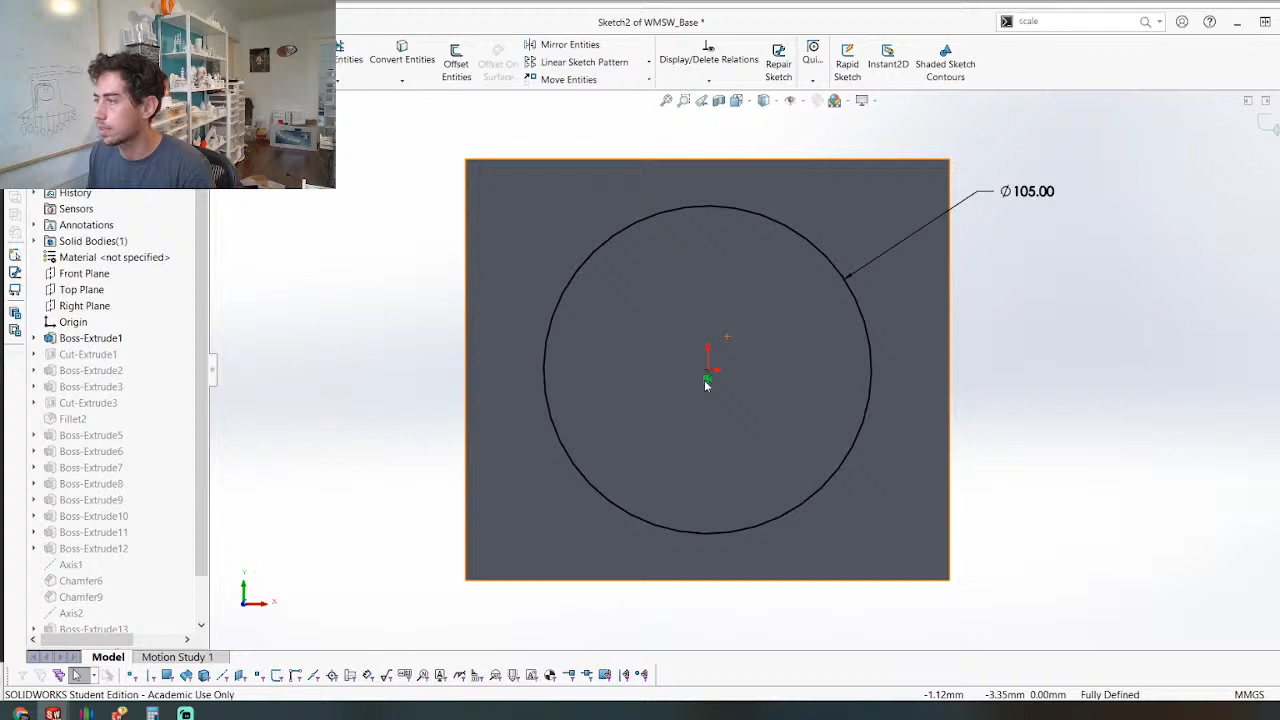 Sketch2 of WMSW_Base *
scale
Entities
Convert Entities
Offset Entities
Offset On Surface
Mirror Entities
Linear Sketch Pattern
Move Entities
Display/Delete Relations
Repair Sketch
Qui...
Rapid Sketch
Instant2D
Shaded Sketch Contours
∅105.00
History
Sensors
Annotations
Solid Bodies(1)
Material <not specified>
Front Plane
Top Plane
Right Plane
Origin
Boss-Extrude1
Cut-Extrude1
Boss-Extrude2
Boss-Extrude3
Cut-Extrude3
Fillet2
Boss-Extrude5
Boss-Extrude6
Boss-Extrude7
Boss-Extrude8
Boss-Extrude9
Boss-Extrude10
Boss-Extrude11
Boss-Extrude12
Axis1
Chamfer6
Chamfer9
Axis2
Boss-Extrude13
Y
X
Model
Motion Study 1
SOLIDWORKS Student Edition - Academic Use Only
-1.12mm
-3.35mm 0.00mm
Fully Defined
MMGS